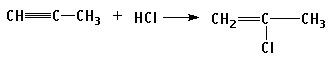 CH≡C—CH3 + HCl ⟶ CH2=C—CH3
Cl